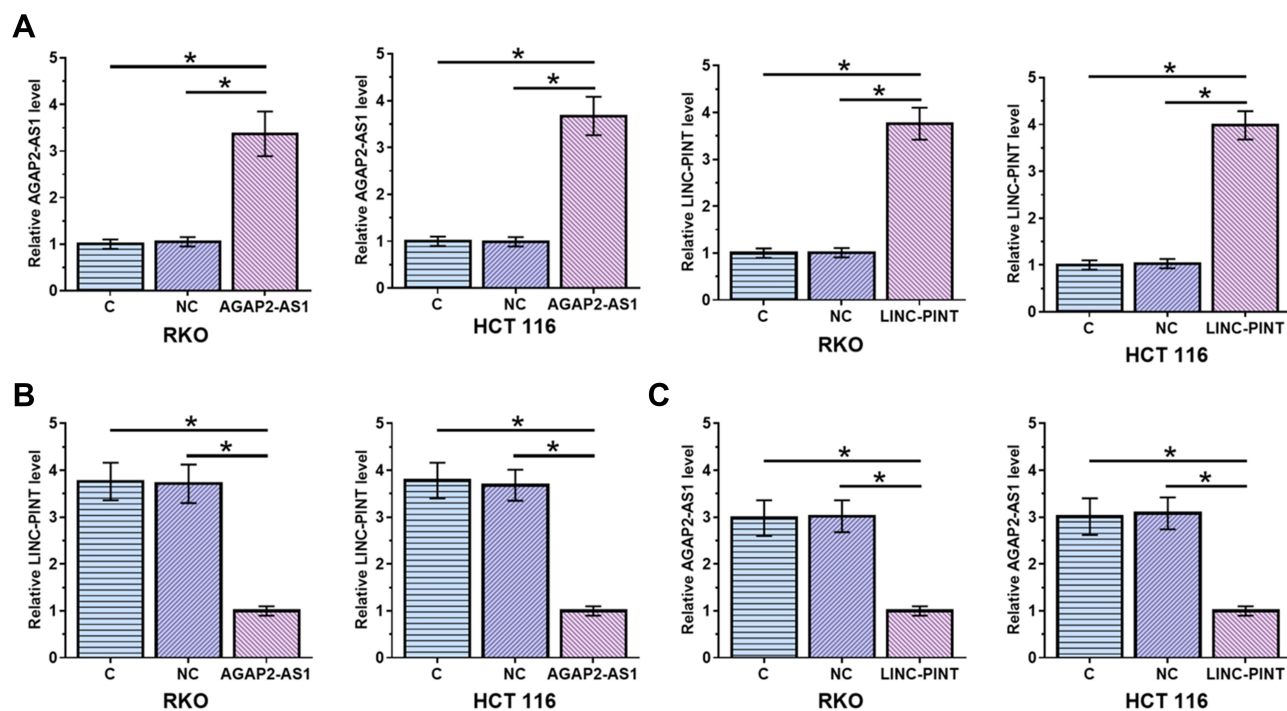 A
Relative AGAP2-AS1 level
5
4
3
2
1
0
*
*
C NC AGAP2-AS1
RKO
Relative AGAP2-AS1 level
5
4
3
2
1
0
*
*
C NC AGAP2-AS1
HCT 116
Relative LINC-PINT level
5
4
3
2
1
0
*
*
C NC LINC-PINT
RKO
Relative LINC-PINT level
5
4
3
2
1
0
*
*
C NC LINC-PINT
HCT 116
B
Relative LINC-PINT level
5
4
3
2
1
0
*
*
C NC AGAP2-AS1
RKO
Relative LINC-PINT level
5
4
3
2
1
0
*
*
C NC AGAP2-AS1
HCT 116
C
Relative AGAP2-AS1 level
5
4
3
2
1
0
*
*
C NC LINC-PINT
RKO
Relative AGAP2-AS1 level
5
4
3
2
1
0
*
*
C NC LINC-PINT
HCT 116